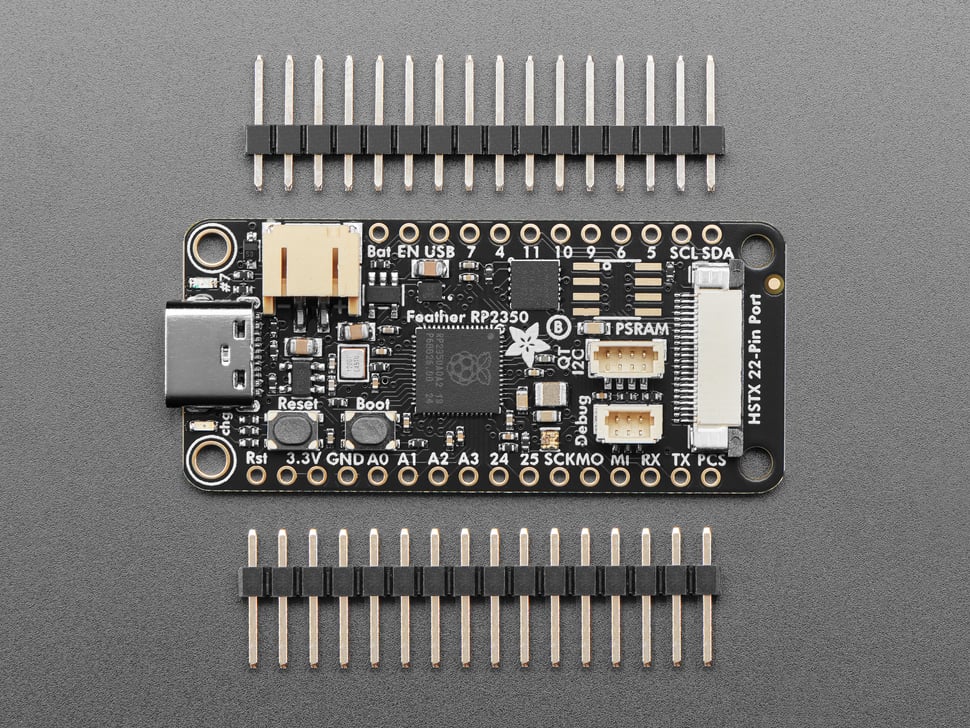 Bat EN USB 7 4 11 10 9 6 5 SCL SDA
#7
Feather RP2350
B
PSRAM
QT
I2C
HSTX 22-Pin Port
Reset
Boot
chg
Debug
Rst 3.3V GND A0 A1 A2 A3 24 25 SCK MO MI RX TX PCS